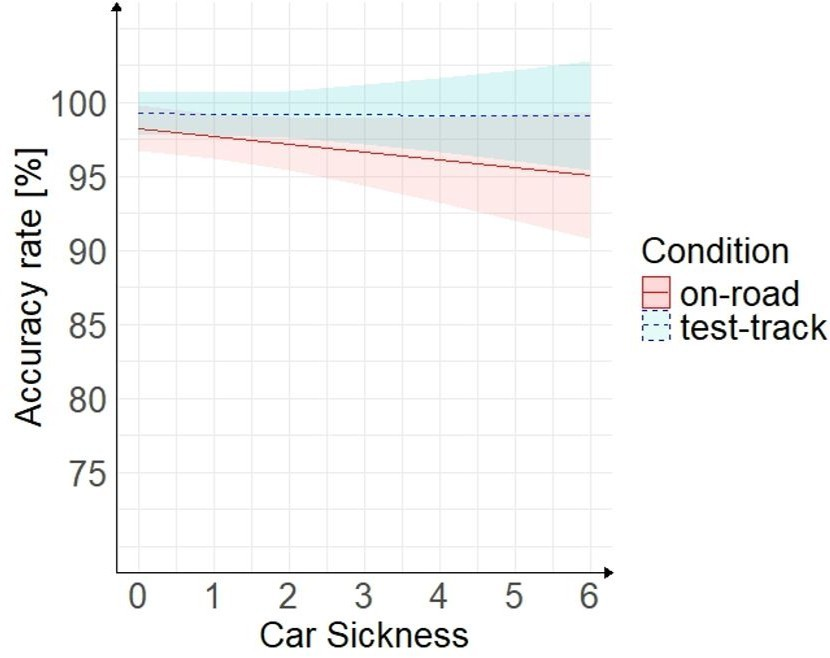 100
95
90
85
80
75
Accuracy rate [%]
0 1 2 3 4 5 6
Car Sickness
Condition
on-road
test-track